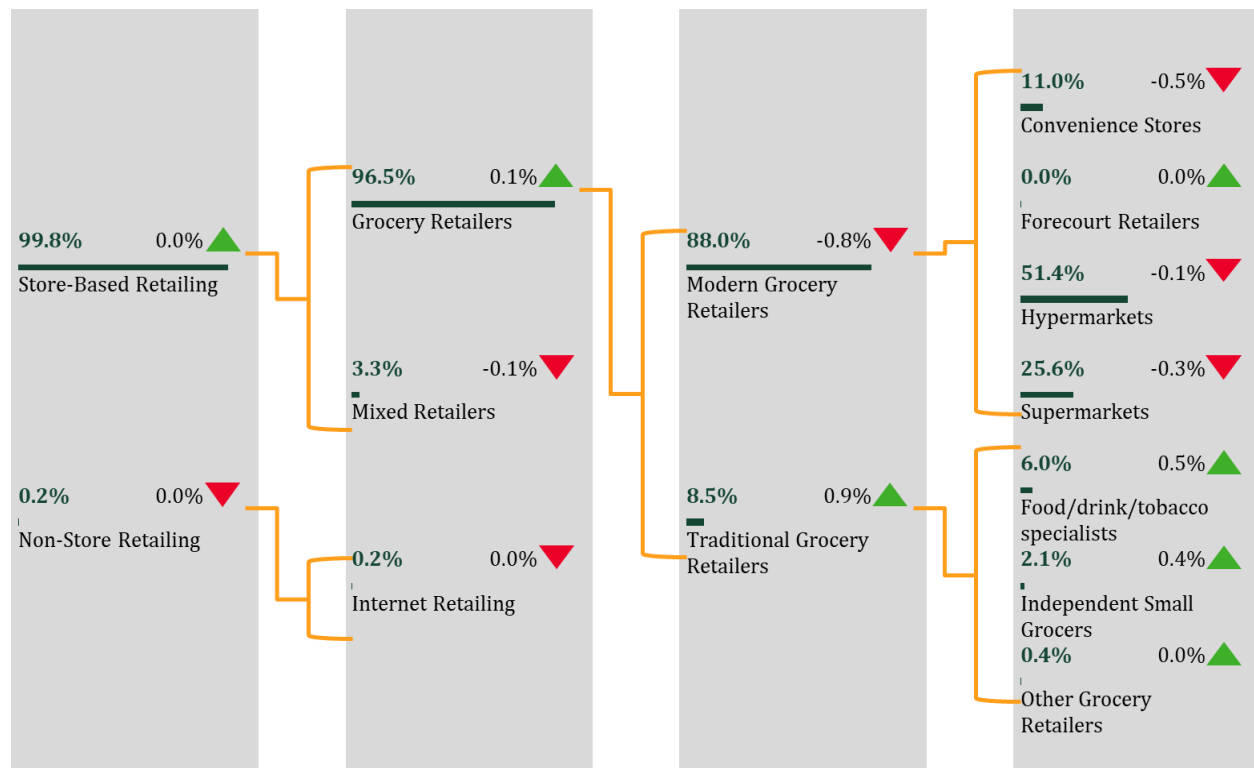 99.8% 0.0%
Store-Based Retailing
0.2% 0.0%
Non-Store Retailing
96.5% 0.1%
Grocery Retailers
3.3% -0.1%
Mixed Retailers
0.2% 0.0%
Internet Retailing
88.0% -0.8%
Modern Grocery
Retailers
8.5% 0.9%
Traditional Grocery
Retailers
11.0% -0.5%
Convenience Stores
0.0% 0.0%
Forecourt Retailers
51.4% -0.1%
Hypermarkets
25.6% -0.3%
Supermarkets
6.0% 0.5%
Food/drink/tobacco
specialists
2.1% 0.4%
Independent Small
Grocers
0.4% 0.0%
Other Grocery
Retailers